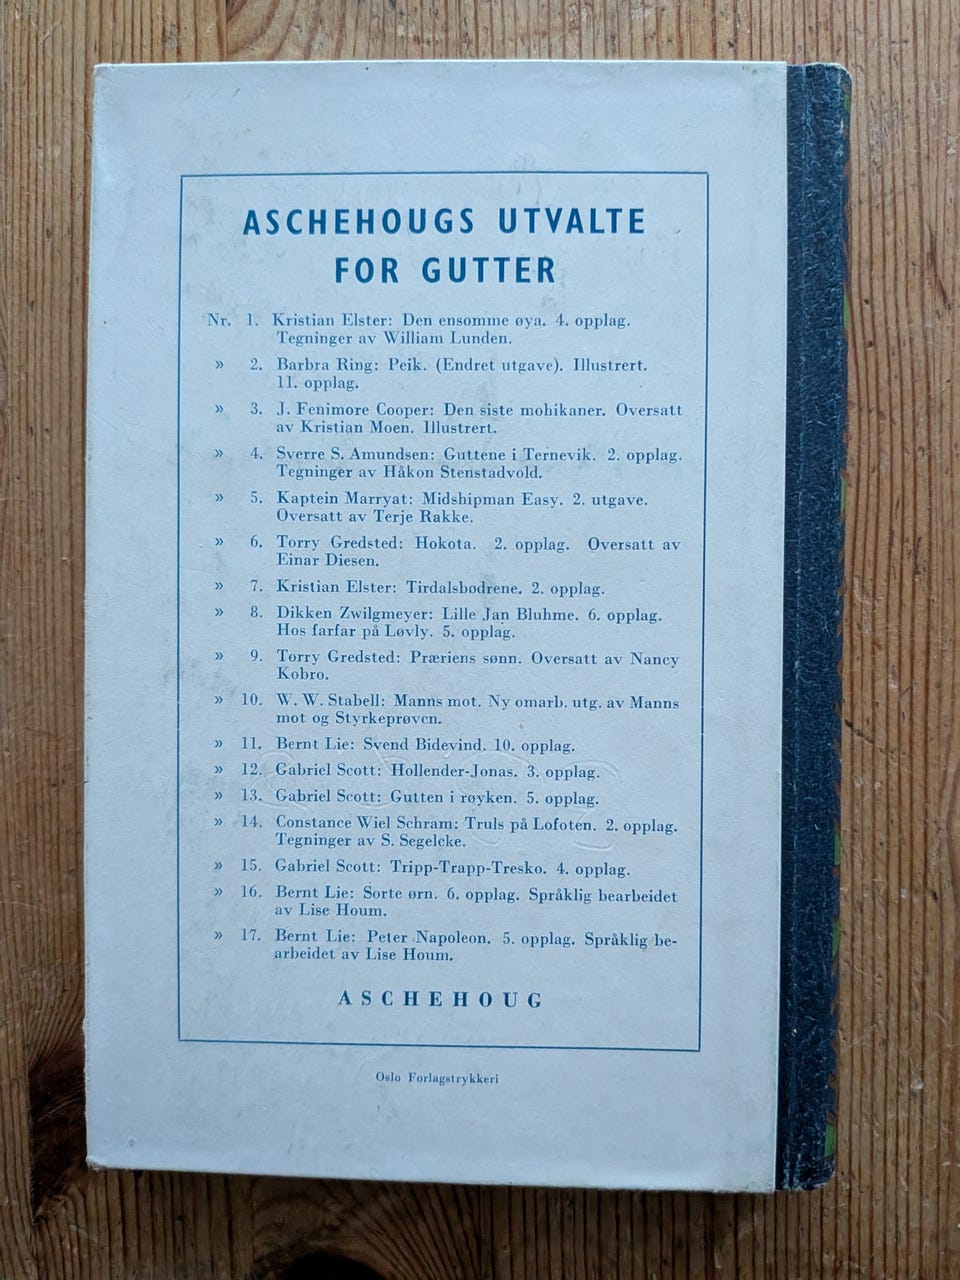 ASCHEHOUGS UTVALTE
FOR GUTTER
Nr. 1. Kristian Elster: Den ensomme øya. 4. opplag.
Tegninger av William Lunden.
» 2. Barbra Ring: Peik. (Endret utgave). Illustrert.
11. opplag.
» 3. J. Fenimore Cooper: Den siste mohikaner. Oversatt
av Kristian Moen. Illustrert.
» 4. Sverre S. Amundsen: Guttene i Ternevik. 2. opplag.
Tegninger av Håkon Stenstadvold.
» 5. Kaptein Marryat: Midshipman Easy. 2. utgave.
Oversatt av Terje Rakke.
» 6. Torry Gredsted: Hokota. 2. opplag. Oversatt av
Einar Diesen.
» 7. Kristian Elster: Tirdalsbødrene. 2. opplag.
» 8. Dikken Zwilgmeyer: Lille Jan Bluhme. 6. opplag.
Hos farfar på Løvly. 5. opplag.
» 9. Torry Gredsted: Præriens sønn. Oversatt av Nancy
Kobro.
» 10. W. W. Stabell: Manns mot. Ny omarb. utg. av Manns
mot og Styrkeprøven.
» 11. Bernt Lie: Svend Bidevind. 10. opplag.
» 12. Gabriel Scott: Hollender-Jonas. 3. opplag.
» 13. Gabriel Scott: Gutten i røyken. 5. opplag.
» 14. Constance Wiel Schram: Truls på Lofoten. 2. opplag.
Tegninger av S. Segelcke.
» 15. Gabriel Scott: Tripp-Trapp-Tresko. 4. opplag.
» 16. Bernt Lie: Sorte ørn. 6. opplag. Språklig bearbeidet
av Lise Houm.
» 17. Bernt Lie: Peter Napoleon. 5. opplag. Språklig be-
arbeidet av Lise Houm.
ASCHEHOUG
Oslo Forlagstrykkeri